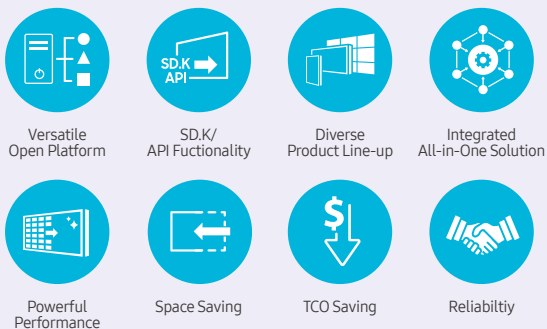 SD.K
API
Versatile
Open Platform
SD.K/
API Fuctionality
Diverse
Product Line-up
Integrated
All-in-One Solution
$
Powerful
Performance
Space Saving
TCO Saving
Reliabiltiy